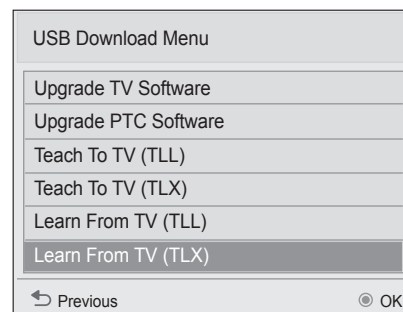 USB Download Menu
Upgrade TV Software
Upgrade PTC Software
Teach To TV (TLL)
Teach To TV (TLX)
Learn From TV (TLL)
Learn From TV (TLX)
Previous OK